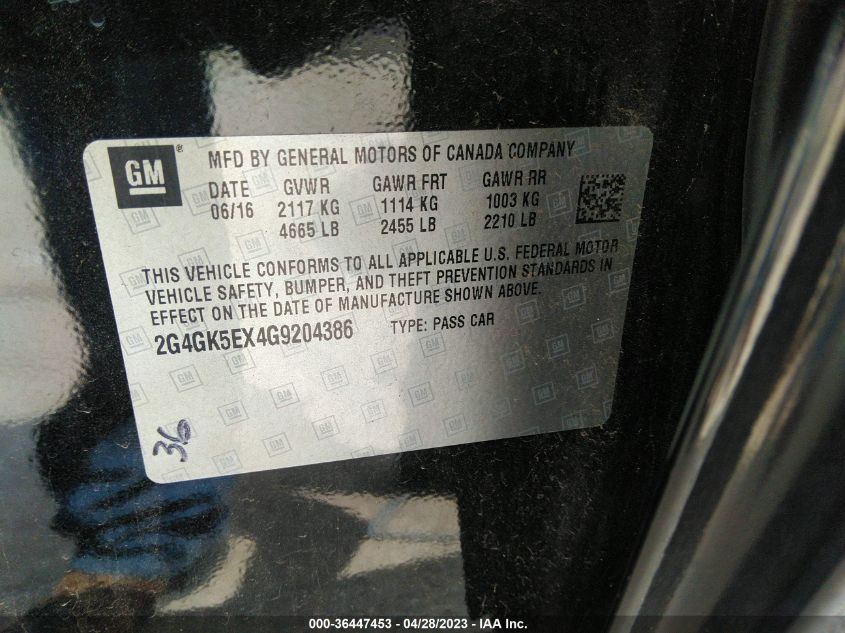 GM ® MFD BY GENERAL MOTORS OF CANADA COMPANY
DATE GVWR GAWR FRT GAWR RR
06/16 2117 KG 1114 KG 1003 KG
4665 LB 2455 LB 2210 LB
THIS VEHICLE CONFORMS TO ALL APPLICABLE U.S. FEDERAL MOTOR
VEHICLE SAFETY, BUMPER, AND THEFT PREVENTION STANDARDS IN
EFFECT ON THE DATE OF MANUFACTURE SHOWN ABOVE.
2G4GK5EX4G9204386 TYPE: PASS CAR
36
000-36447453 - 04/28/2023 - IAA Inc.